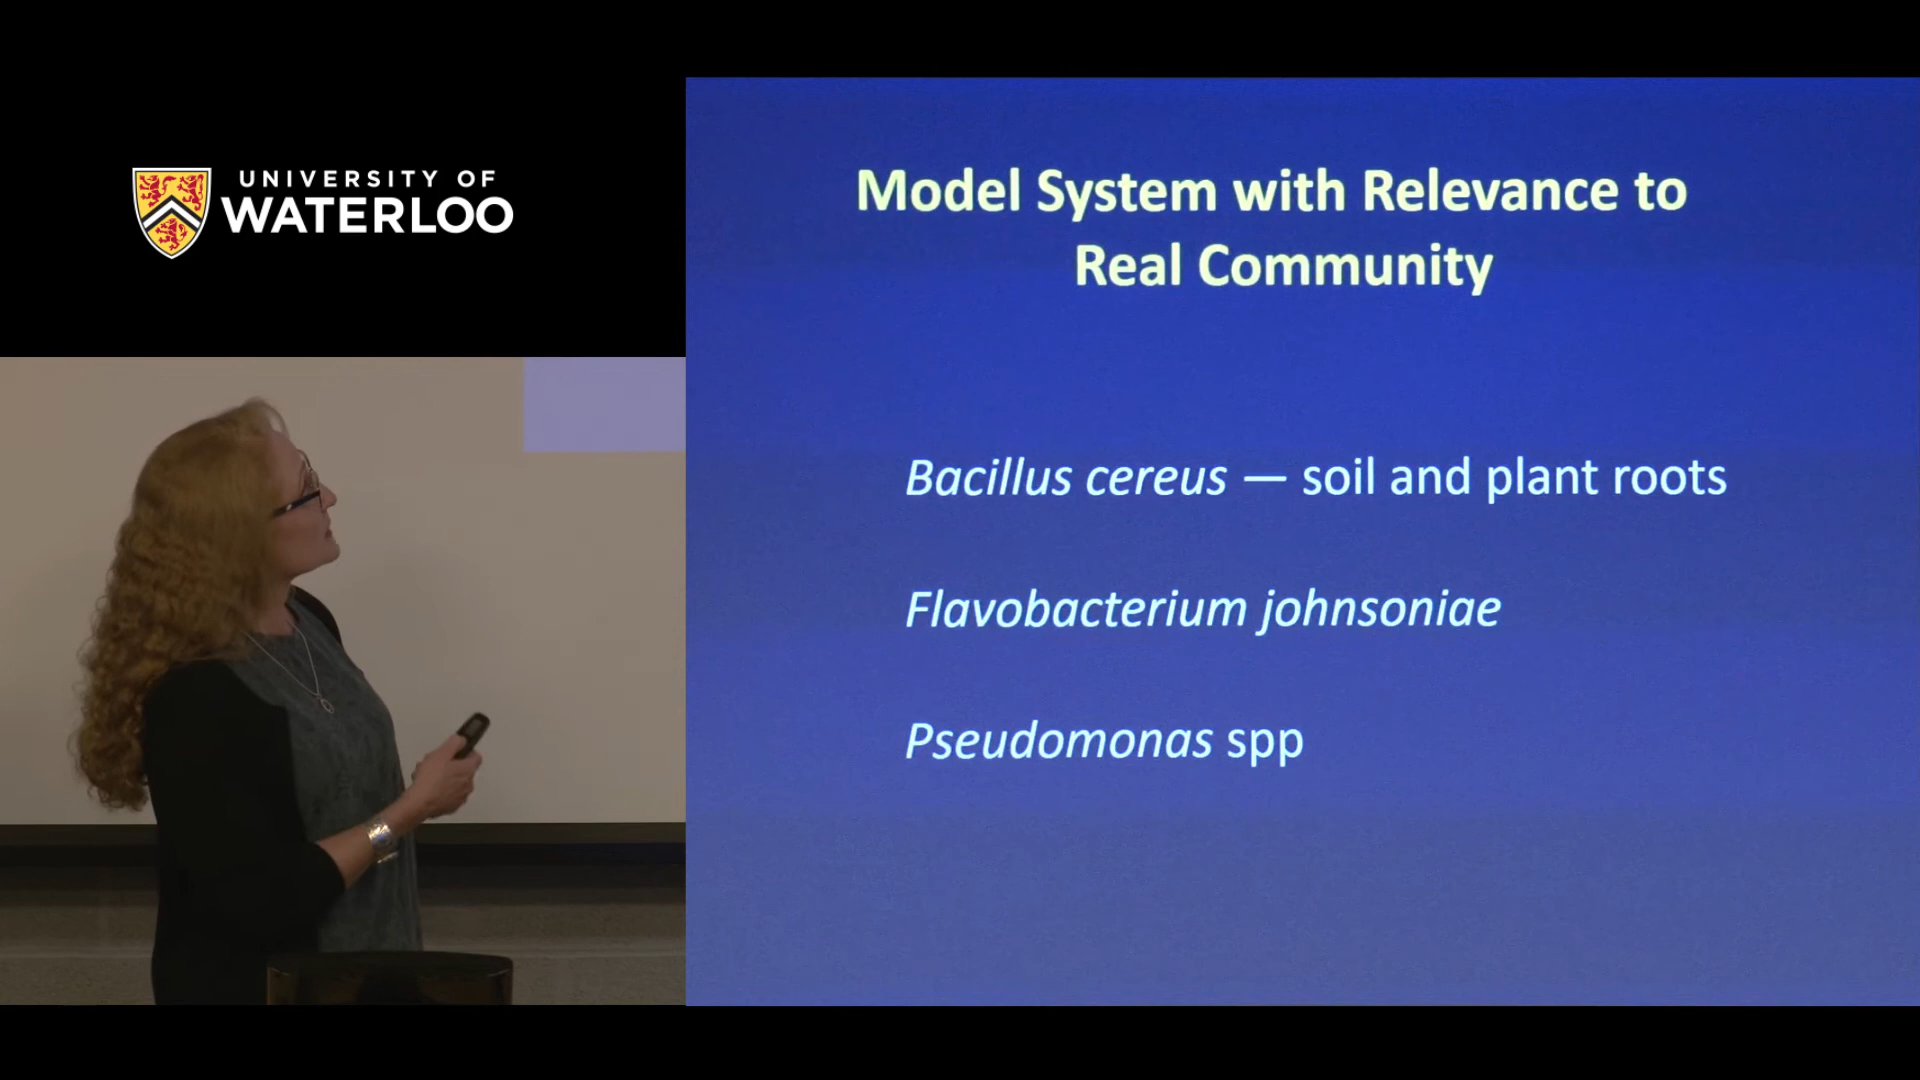 UNIVERSITY OF
WATERLOO
Model System with Relevance to
Real Community
Bacillus cereus — soil and plant roots
Flavobacterium johnsoniae
Pseudomonas spp